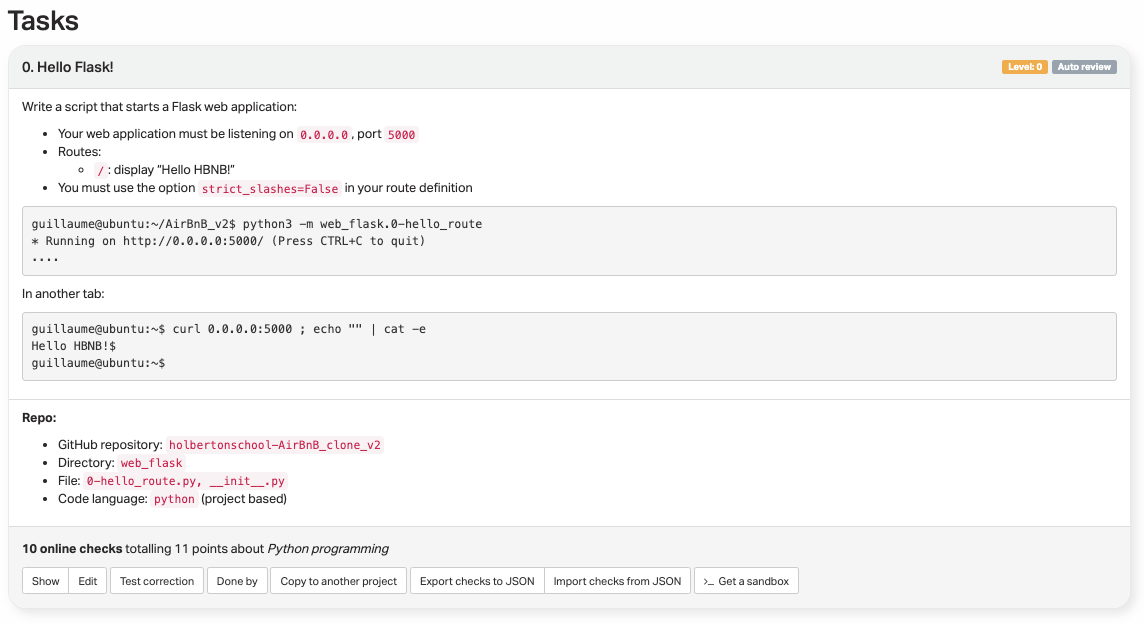 Tasks
0. Hello Flask!
Level: 0
Auto review
Write a script that starts a Flask web application:
• Your web application must be listening on 0.0.0.0, port 5000
• Routes:
◦ /: display “Hello HBNB!”
• You must use the option strict_slashes=False in your route definition
guillaume@ubuntu:~/AirBnB_v2$ python3 -m web_flask.0-hello_route
* Running on http://0.0.0.0:5000/ (Press CTRL+C to quit)
....
In another tab:
guillaume@ubuntu:~$ curl 0.0.0.0:5000 ; echo "" | cat -e
Hello HBNB!$
guillaume@ubuntu:~$
Repo:
• GitHub repository: holbertonschool-AirBnB_clone_v2
• Directory: web_flask
• File: 0-hello_route.py, __init__.py
• Code language: python (project based)
10 online checks totalling 11 points about Python programming
Show
Edit
Test correction
Done by
Copy to another project
Export checks to JSON
Import checks from JSON
>_ Get a sandbox